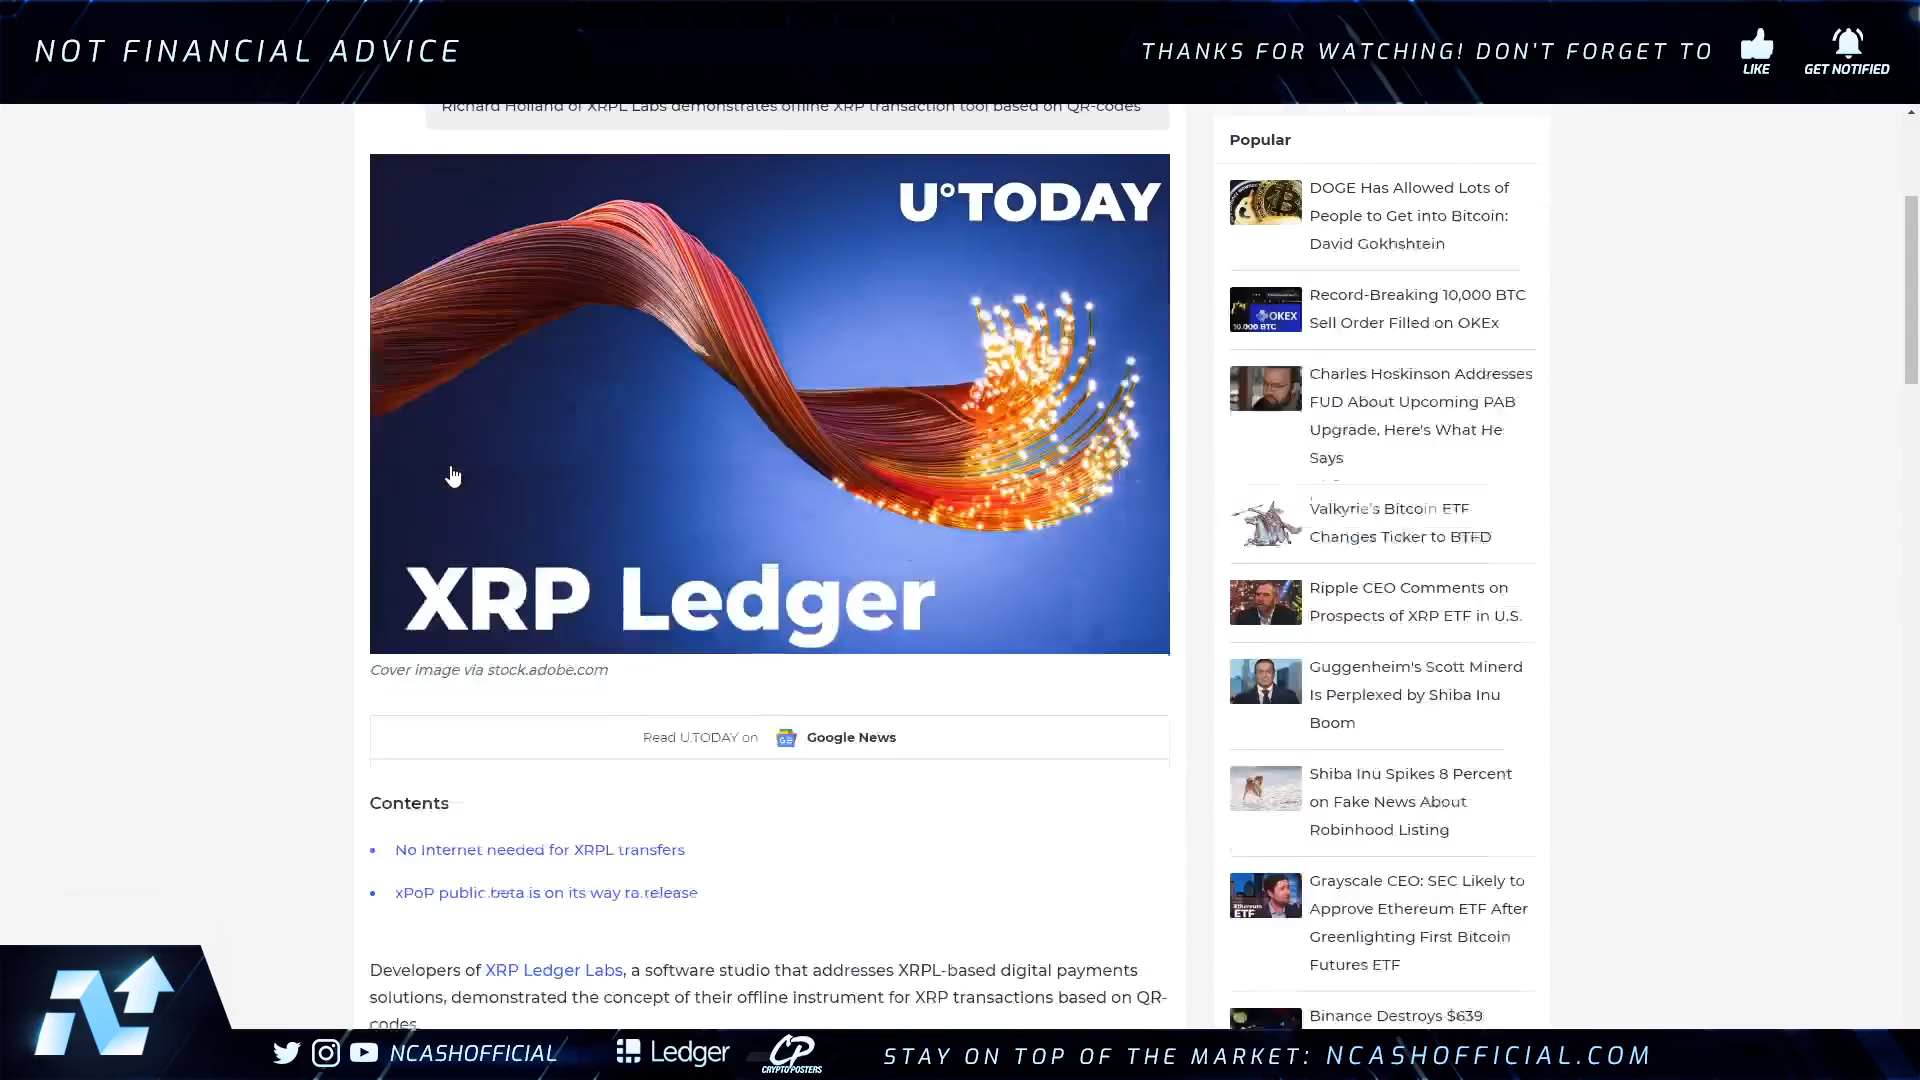 NOT FINANCIAL ADVICE
THANKS FOR WATCHING! DON'T FORGET TO
LIKE
GET NOTIFIED
Richard Holland of XRPL Labs demonstrates offline XRP transaction tool based on QR-codes
U°TODAY
XRP Ledger
Cover image via stock.adobe.com
Read U.TODAY on Google News
Contents
• No Internet needed for XRPL transfers
• xPoP public beta is on its way to release
Developers of XRP Ledger Labs, a software studio that addresses XRPL-based digital payments
solutions, demonstrated the concept of their offline instrument for XRP transactions based on QR-
codes.
Popular
DOGE Has Allowed Lots of
People to Get into Bitcoin:
David Gokhshtein
OKEX
10.000 BTC
Record-Breaking 10,000 BTC
Sell Order Filled on OKEx
Charles Hoskinson Addresses
FUD About Upcoming PAB
Upgrade, Here's What He
Says
Valkyrie's Bitcoin ETF
Changes Ticker to BTFD
Ripple CEO Comments on
Prospects of XRP ETF in U.S.
Guggenheim's Scott Minerd
Is Perplexed by Shiba Inu
Boom
Shiba Inu Spikes 8 Percent
on Fake News About
Robinhood Listing
Ethereum
ETF
Grayscale CEO: SEC Likely to
Approve Ethereum ETF After
Greenlighting First Bitcoin
Futures ETF
Binance Destroys $639
NCASHOFFICIAL
Ledger
CP
CRYPTOPOSTERS
STAY ON TOP OF THE MARKET: NCASHOFFICIAL.COM